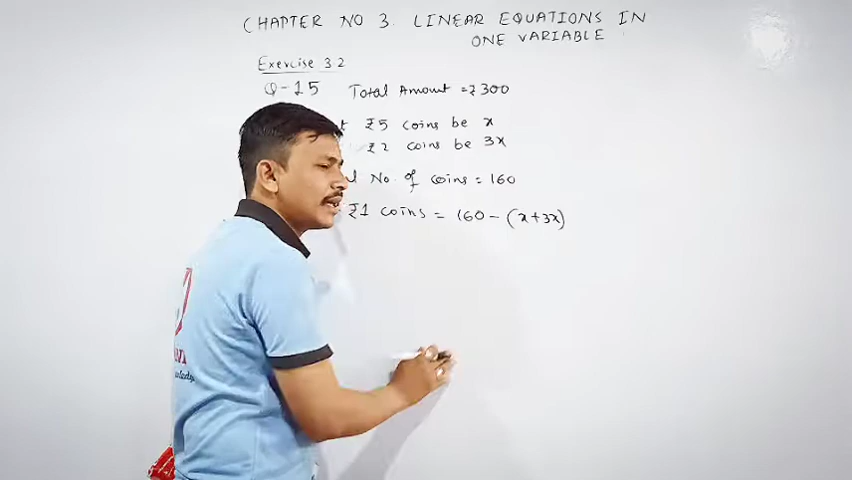 CHAPTER NO 3. LINEAR EQUATIONS IN
ONE VARIABLE
Exercise 3.2
Q-15 Total Amount = ₹300
₹5 coins be x
₹2 coins be 3x
No. of coins = 160
₹1 coins = 160 - (x+3x)